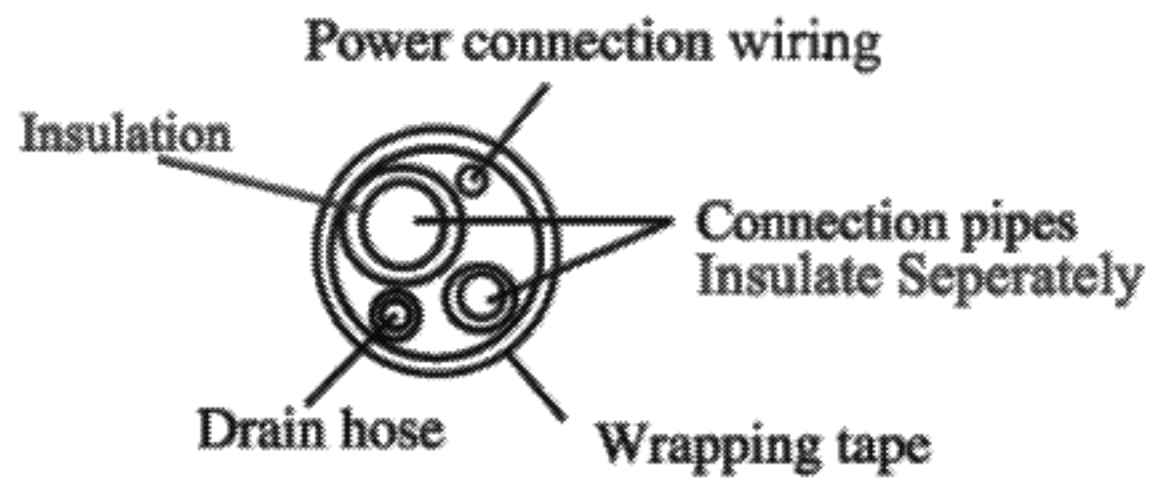 Power connection wiring
Insulation
Connection pipes
Insulate Seperately
Drain hose
Wrapping tape